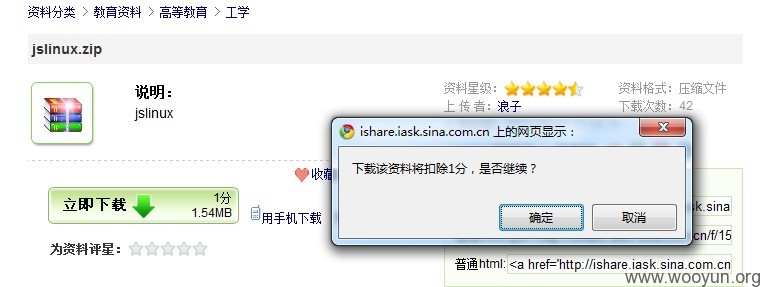 资料分类 > 教育资料 > 高等教育 > 工学
jslinux.zip
说明：
jslinux
资料星级：
资料格式：压缩文件
上 传 者：浪子
下载次数：42
ishare.iask.sina.com.cn 上的网页显示：
下载该资料将扣除1分，是否继续？
确定
取消
收藏
立即下载
1分
1.54MB
用手机下载
为资料评星：
sk.sina
cn/f/15
普通html: <a href='http://ishare.iask.sina.com.cn
www.wooyun.org